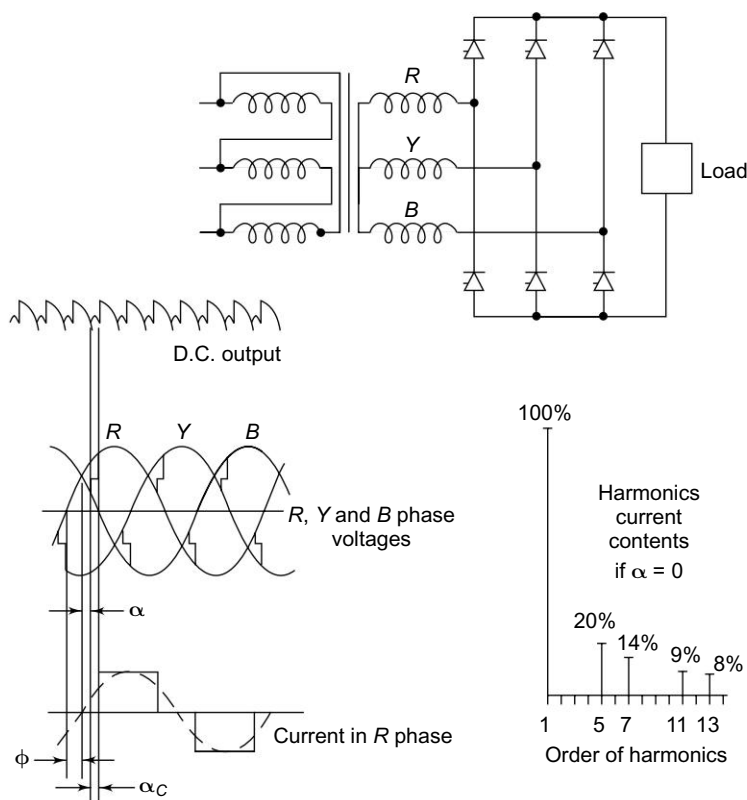 R
Y
Load
B
D.C. output
R Y B
R, Y and B phase
voltages
α
Current in R phase
ϕ
α_C
100%
Harmonics
current
contents
if α = 0
20%
14%
9%
8%
1 5 7 11 13
Order of harmonics